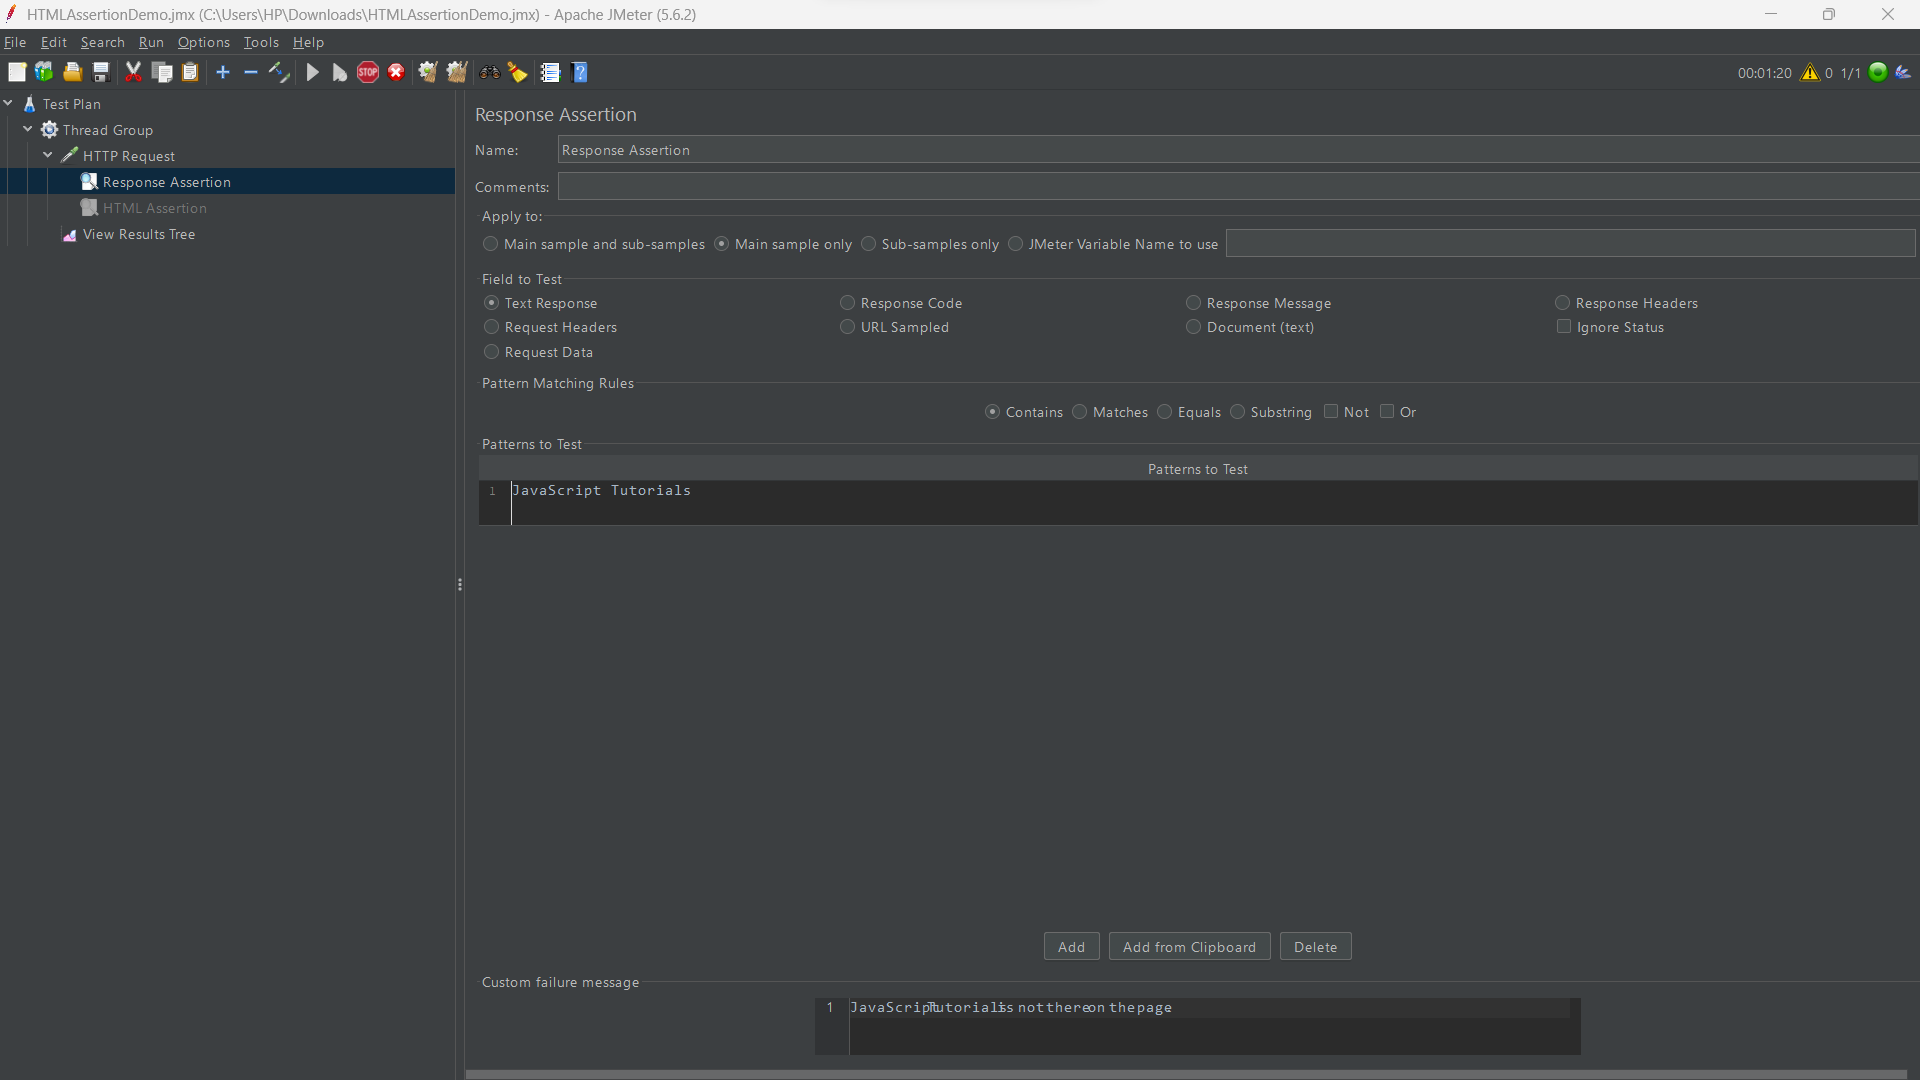 HTMLAssertionDemo.jmx (C:\Users\HP\Downloads\HTMLAssertionDemo.jmx) - Apache JMeter (5.6.2)
File Edit Search Run Options Tools Help
STOP ? 00:01:20 0 1/1
Test Plan
Thread Group
HTTP Request
Response Assertion
HTML Assertion
View Results Tree
Response Assertion
Name: Response Assertion
Comments:
Apply to:
Main sample and sub-samples Main sample only Sub-samples only JMeter Variable Name to use
Field to Test
Text Response Response Code Response Message Response Headers
Request Headers URL Sampled Document (text) Ignore Status
Request Data
Pattern Matching Rules
Contains Matches Equals Substring Not Or
Patterns to Test
Patterns to Test
1 JavaScript Tutorials
Add Add from Clipboard Delete
Custom failure message
1 JavaScript Tutorials is not there on the page